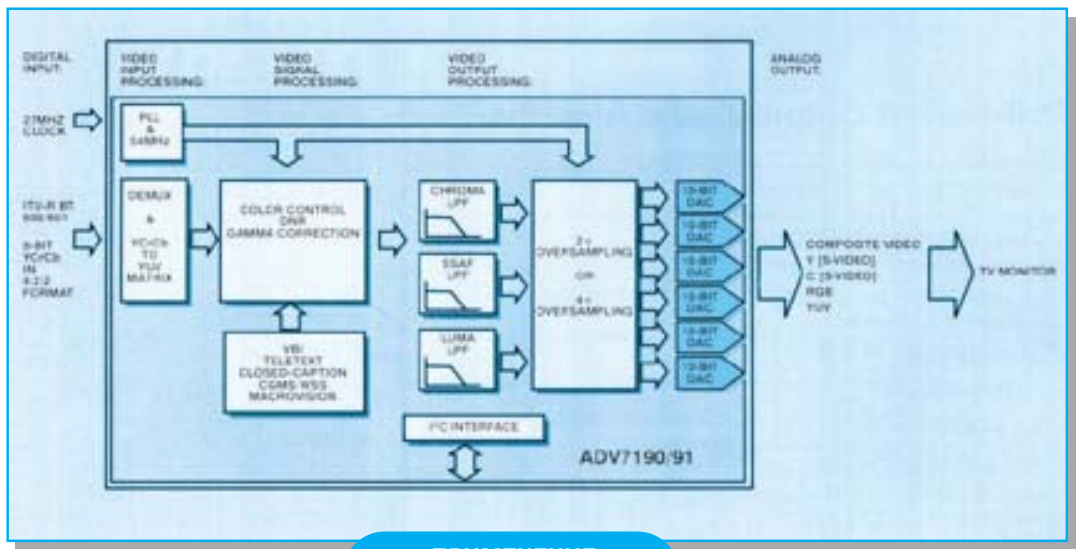 DIGITAL
INPUT:
VIDEO
INPUT
PROCESSING:
VIDEO
SIGNAL
PROCESSING:
VIDEO
OUTPUT
PROCESSING:
ANALOG
OUTPUT:
27MHZ
CLOCK
PLL
&
54MHz
ITU-R BT
656/601
8-BIT
YCrCb
IN
4:2:2
FORMAT
DEMUX
&
YCrCb
TO
YUV
MATRIX
COLOR CONTROL
DNR
GAMMA CORRECTION
VBI
TELETEXT
CLOSED-CAPTION
CGMS-WSS
MACROVISION
CHROMA
LPF
SSAF
LPF
LUMA
LPF
2×
OVERSAMPLING
OR
4×
OVERSAMPLING
10-BIT
DAC
10-BIT
DAC
10-BIT
DAC
10-BIT
DAC
10-BIT
DAC
10-BIT
DAC
COMPOSITE VIDEO
Y [S-VIDEO]
C [S-VIDEO]
RGB
YUV
TV MONITOR
I²C INTERFACE
ADV7190/91